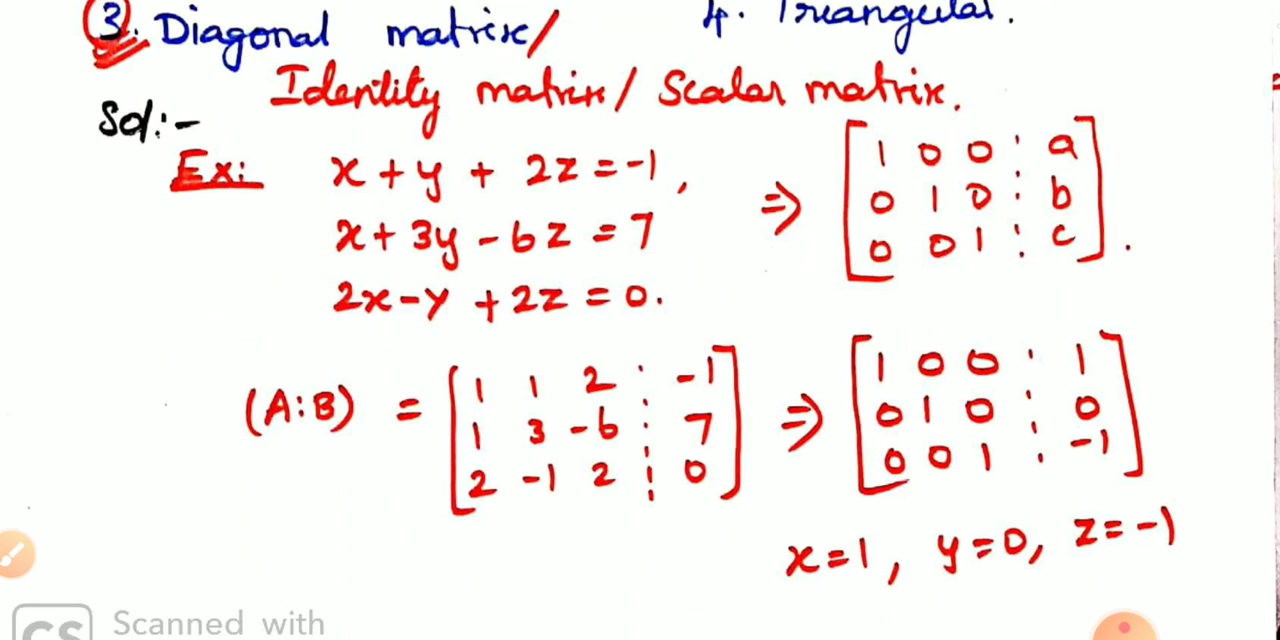 (3). Diagonal matrix/ 4. Triangular.
Identity matrix/ Scalar matrix.
Sol:-
Ex: x + y + 2z = -1,
x + 3y - 6z = 7
2x - y + 2z = 0.
⇒ [1 0 0 : a
0 1 0 : b
0 0 1 : c].
(A:B) = [1 1 2 : -1
1 3 -6 : 7
2 -1 2 : 0]
⇒ [1 0 0 : 1
0 1 0 : 0
0 0 1 : -1]
x = 1, y = 0, z = -1
CS Scanned with